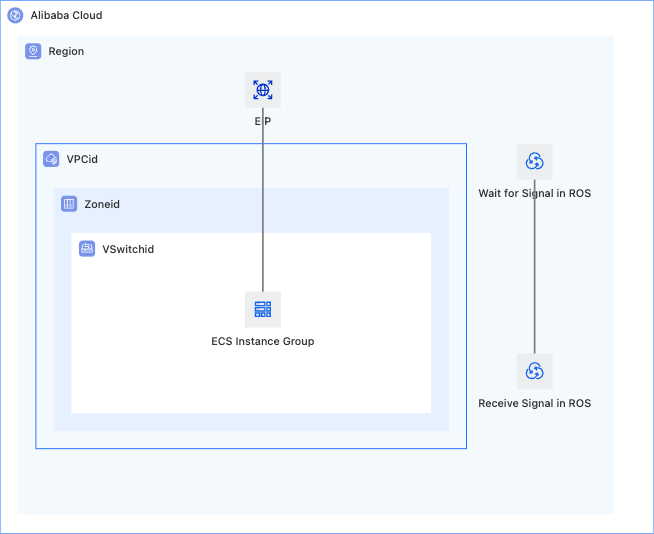 Alibaba Cloud
Region
EIP
VPCid
Wait for Signal in ROS
Zoneid
VSwitchid
ECS Instance Group
Receive Signal in ROS